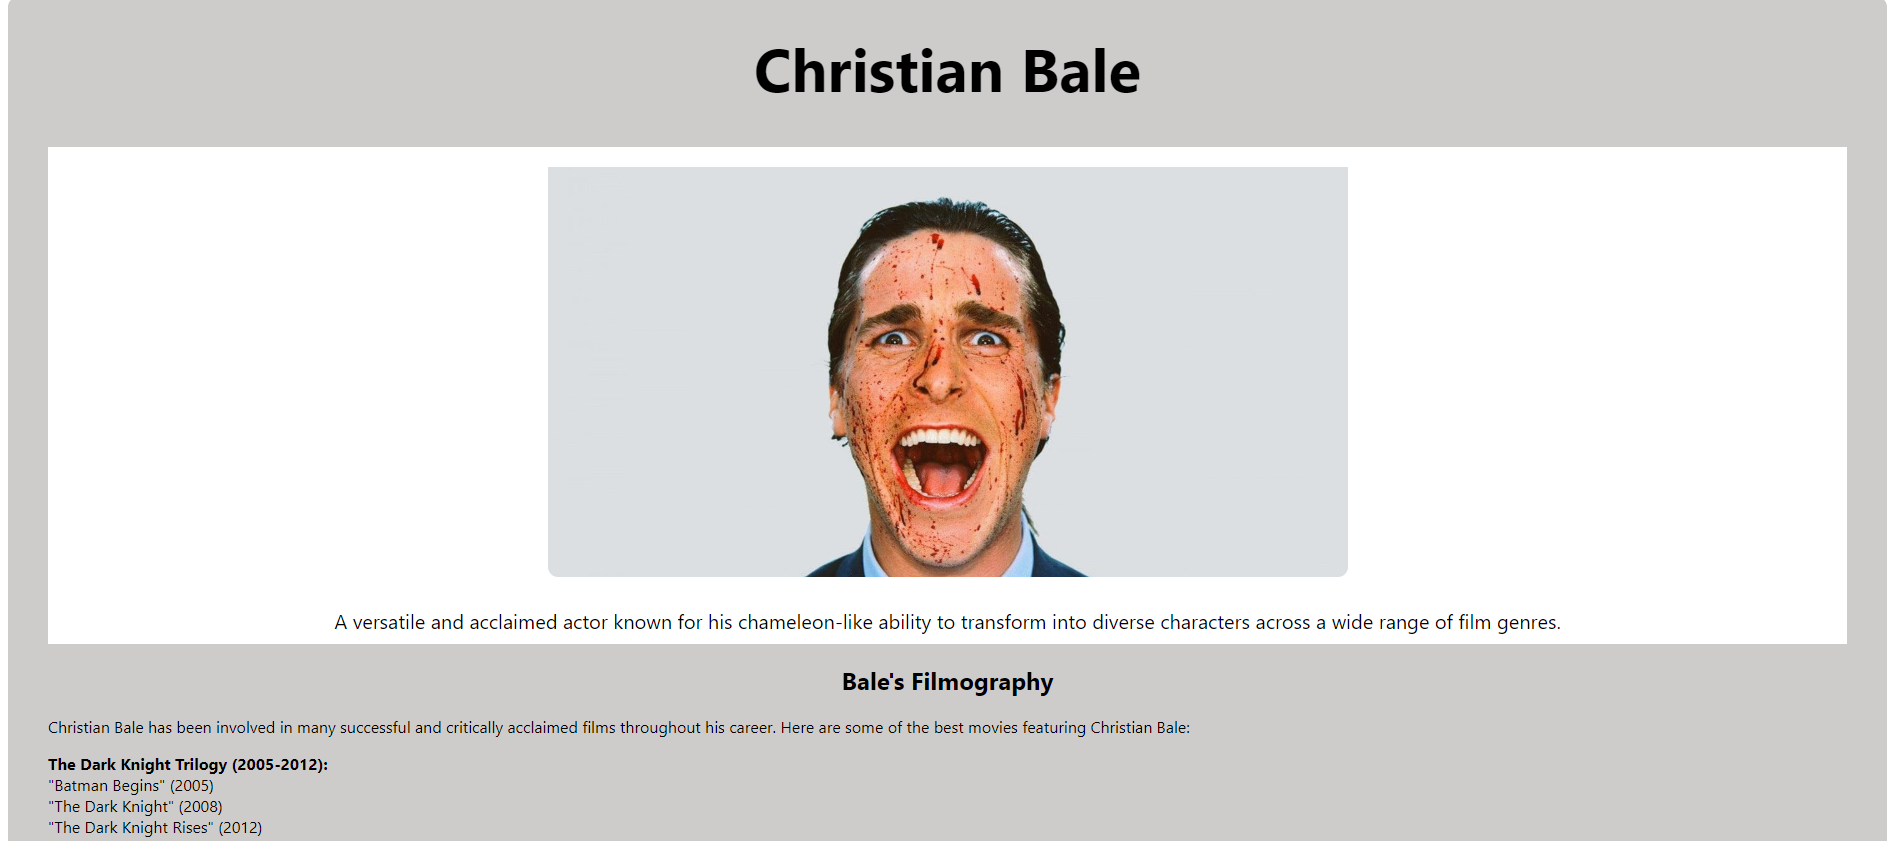 Christian Bale
A versatile and acclaimed actor known for his chameleon-like ability to transform into diverse characters across a wide range of film genres.
Bale's Filmography
Christian Bale has been involved in many successful and critically acclaimed films throughout his career. Here are some of the best movies featuring Christian Bale:
The Dark Knight Trilogy (2005-2012):
"Batman Begins" (2005)
"The Dark Knight" (2008)
"The Dark Knight Rises" (2012)